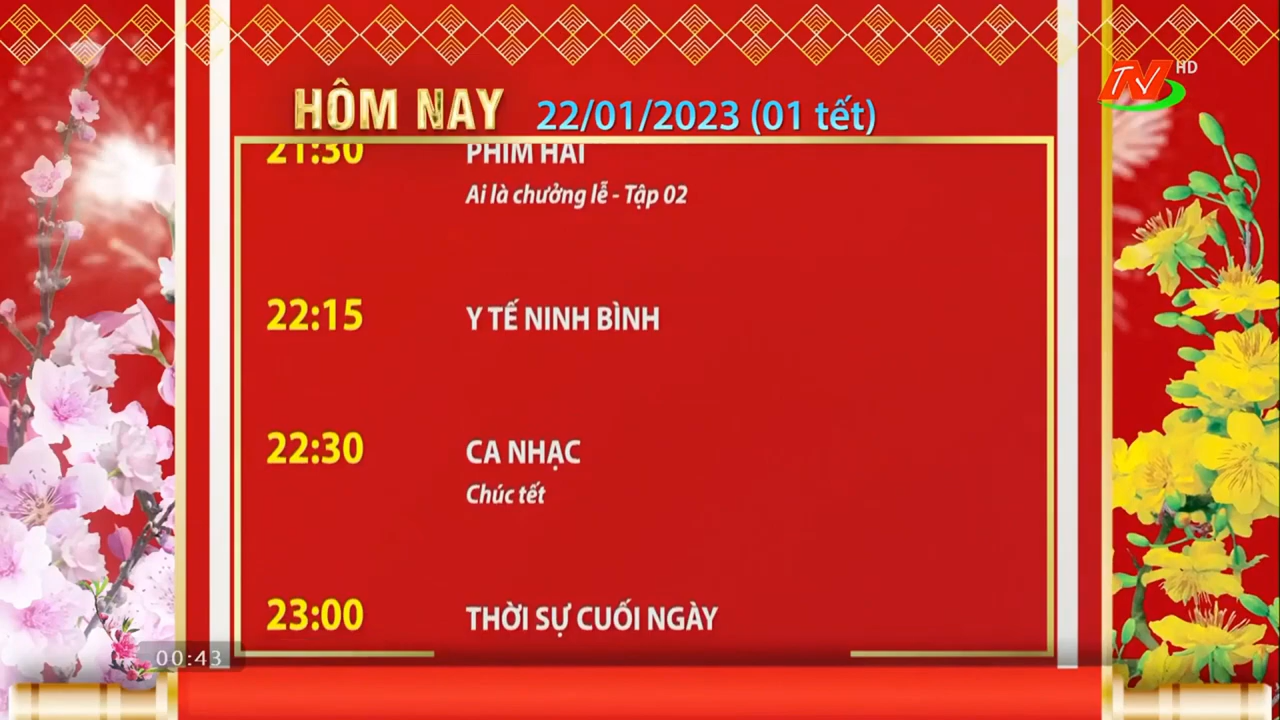 HD
HÔM NAY 22/01/2023 (01 tết)
21:30 PHIM HÀI
Ai là chưởng lễ - Tập 02
22:15 Y TẾ NINH BÌNH
22:30 CA NHẠC
Chúc tết
23:00 THỜI SỰ CUỐI NGÀY
00:43